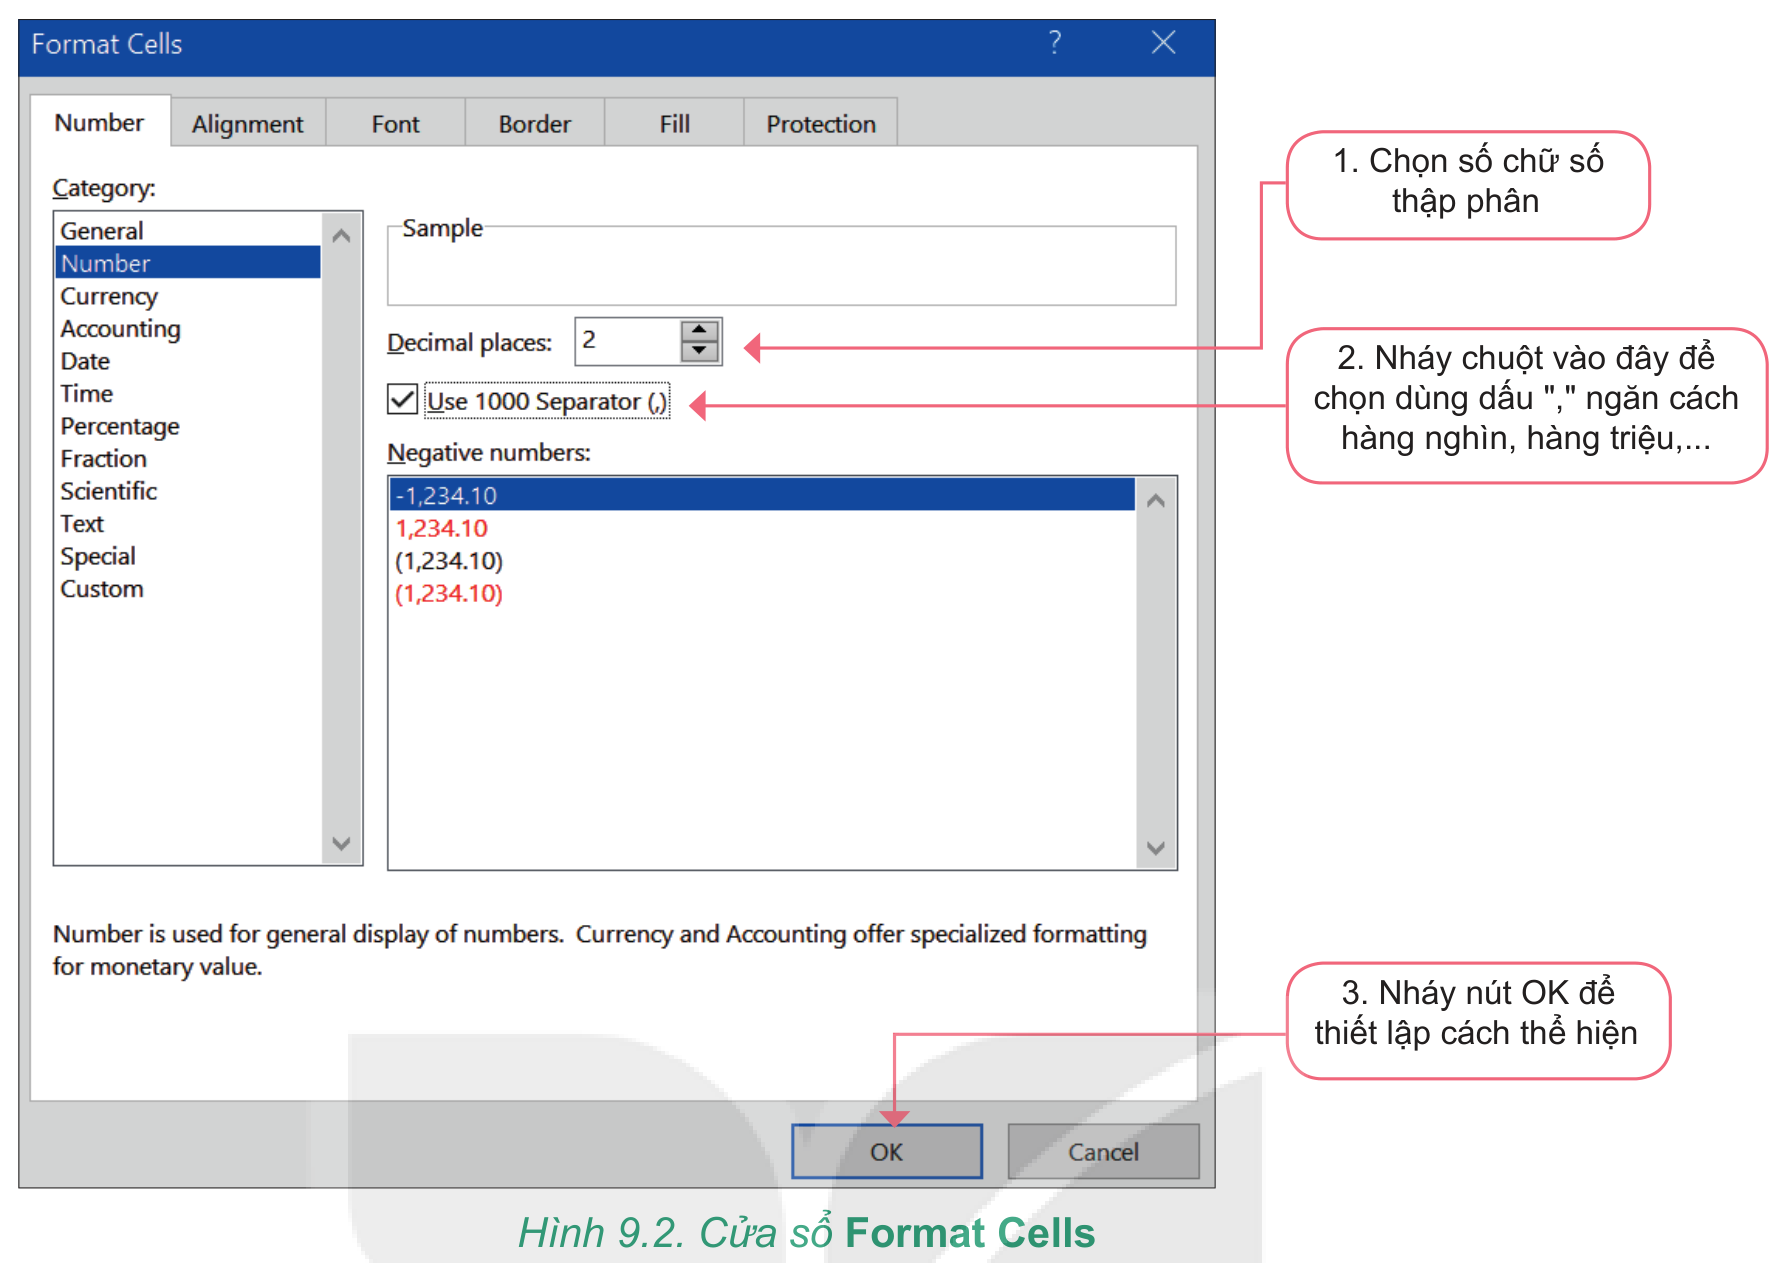 Format Cells
?
Number
Alignment
Font
Border
Fill
Protection
Category:
General
Number
Currency
Accounting
Date
Time
Percentage
Fraction
Scientific
Text
Special
Custom
Sample
Decimal places: 2
Use 1000 Separator (,)
Negative numbers:
-1,234.10
1,234.10
(1,234.10)
(1,234.10)
Number is used for general display of numbers.  Currency and Accounting offer specialized formatting
for monetary value.
OK
Cancel
1. Chọn số chữ số
thập phân
2. Nháy chuột vào đây để
chọn dùng dấu "," ngăn cách
hàng nghìn, hàng triệu,...
3. Nháy nút OK để
thiết lập cách thể hiện
Hình 9.2. Cửa sổ Format Cells